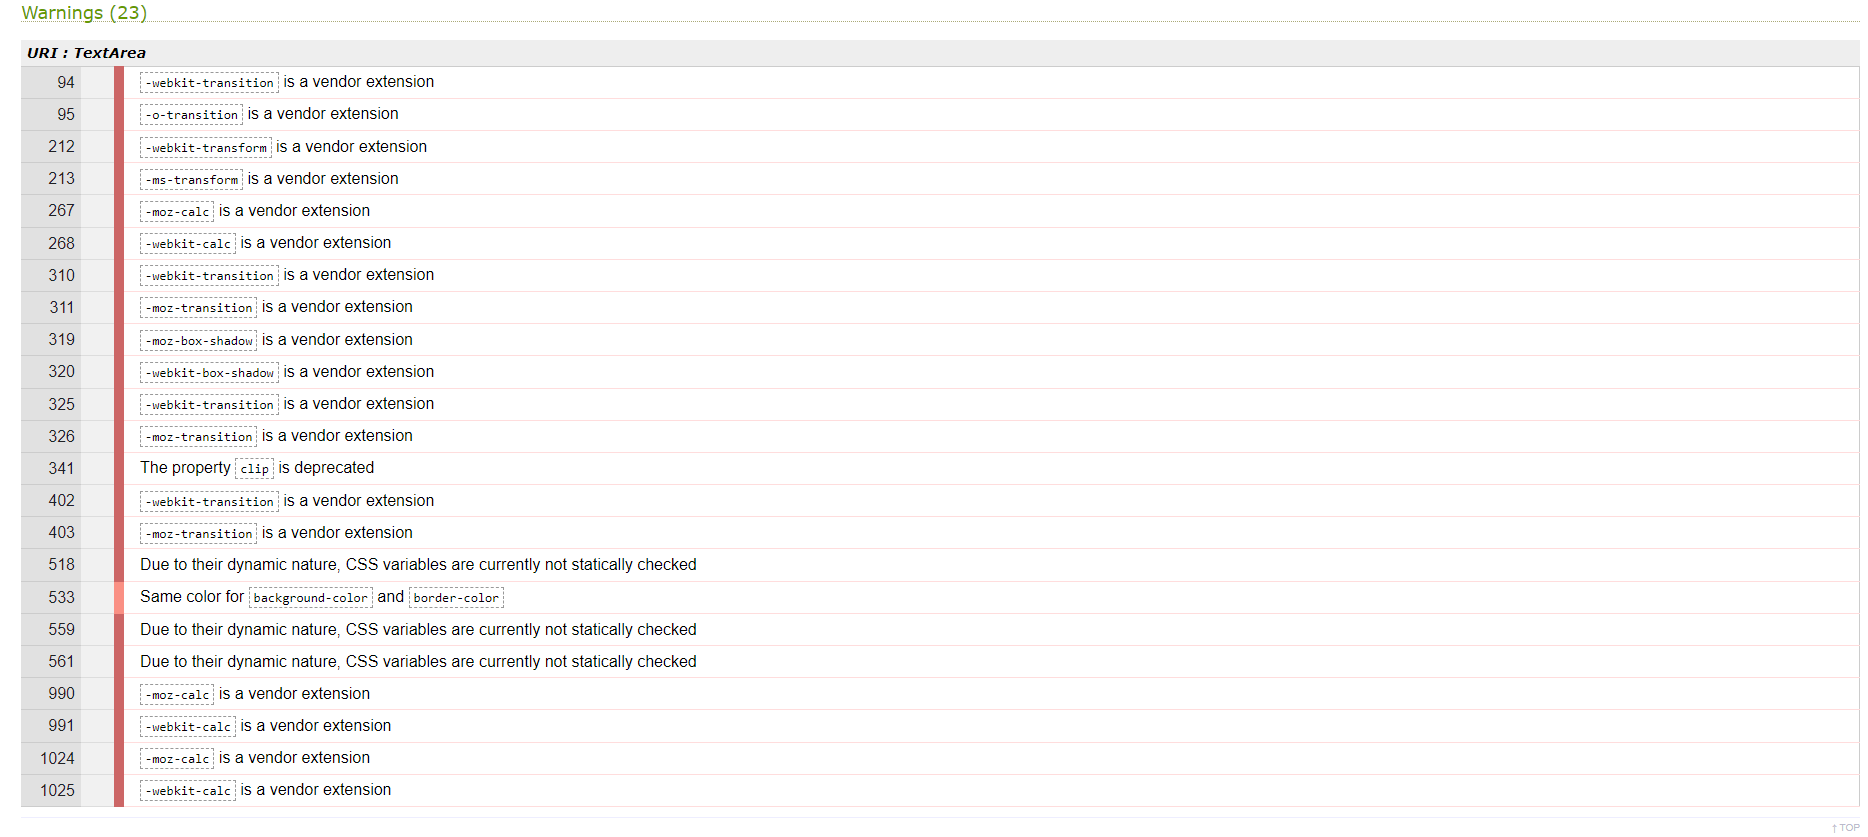 Warnings (23)
URI : TextArea
94 -webkit-transition is a vendor extension
95 -o-transition is a vendor extension
212 -webkit-transform is a vendor extension
213 -ms-transform is a vendor extension
267 -moz-calc is a vendor extension
268 -webkit-calc is a vendor extension
310 -webkit-transition is a vendor extension
311 -moz-transition is a vendor extension
319 -moz-box-shadow is a vendor extension
320 -webkit-box-shadow is a vendor extension
325 -webkit-transition is a vendor extension
326 -moz-transition is a vendor extension
341 The property clip is deprecated
402 -webkit-transition is a vendor extension
403 -moz-transition is a vendor extension
518 Due to their dynamic nature, CSS variables are currently not statically checked
533 Same color for background-color and border-color
559 Due to their dynamic nature, CSS variables are currently not statically checked
561 Due to their dynamic nature, CSS variables are currently not statically checked
990 -moz-calc is a vendor extension
991 -webkit-calc is a vendor extension
1024 -moz-calc is a vendor extension
1025 -webkit-calc is a vendor extension
↑ TOP